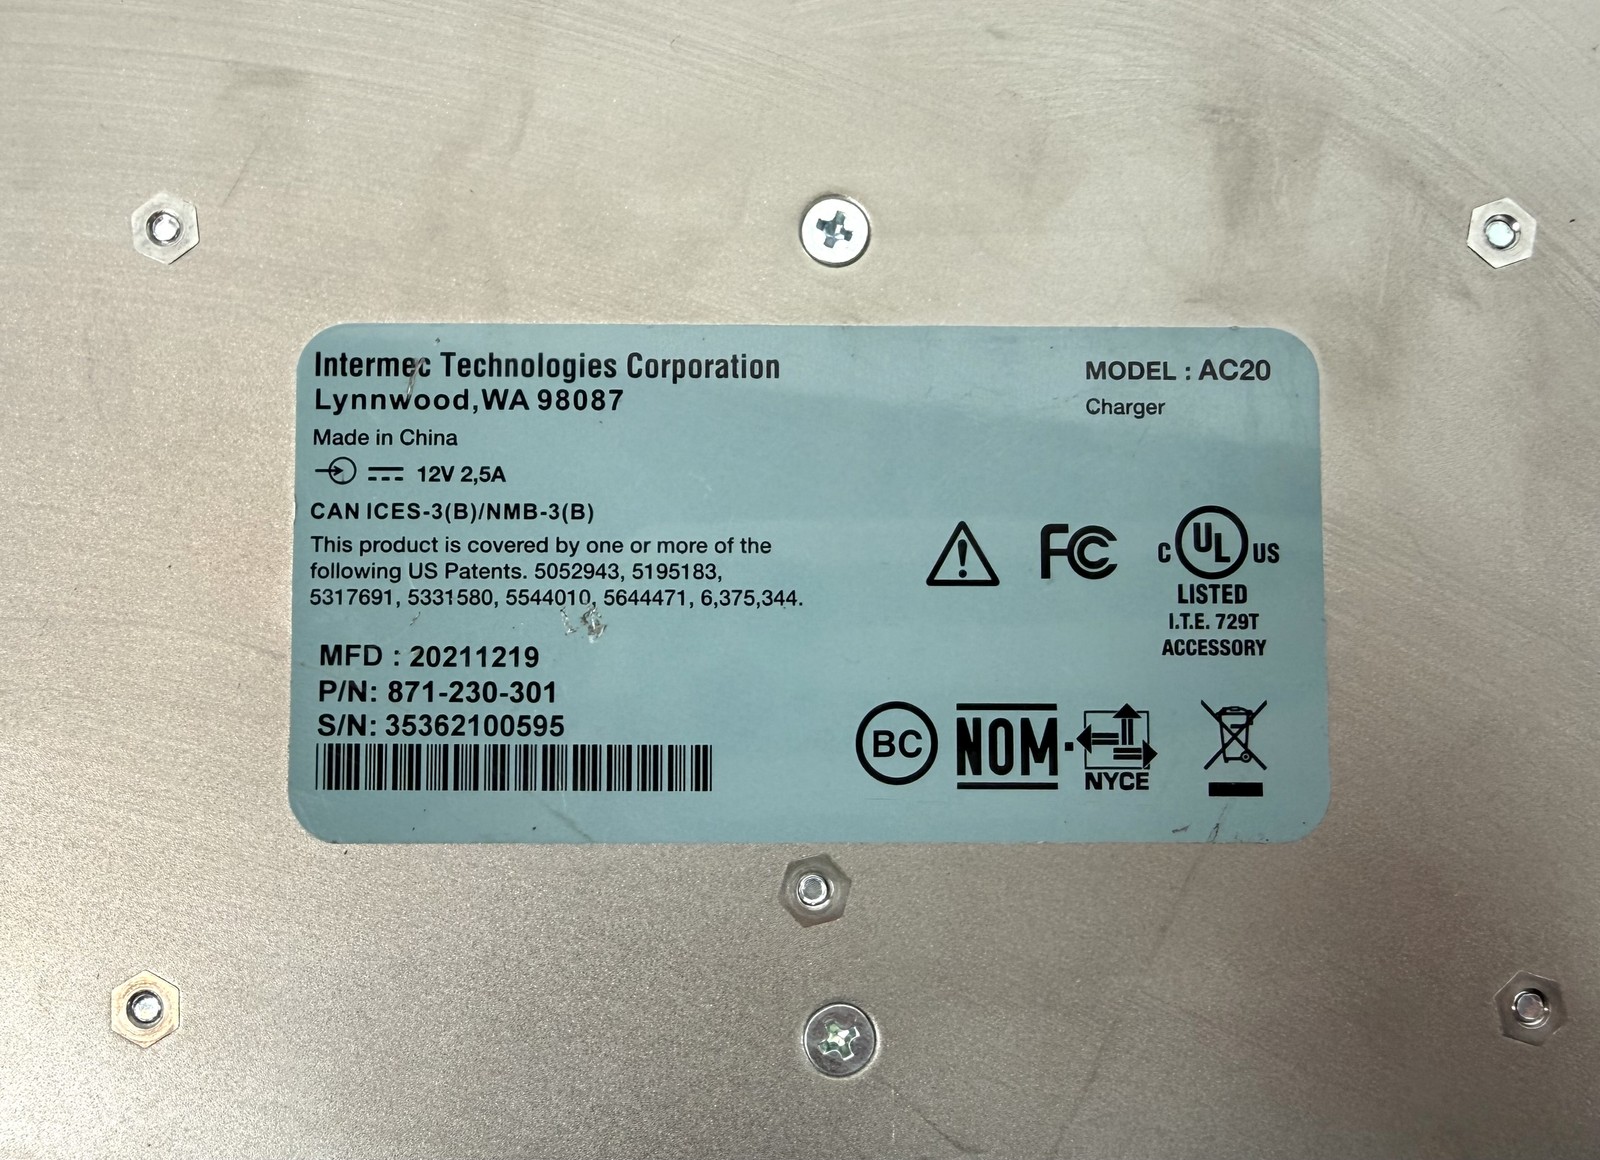 Intermec Technologies Corporation
Lynnwood,WA 98087
Made in China
12V 2,5A
CAN ICES-3(B)/NMB-3(B)
This product is covered by one or more of the
following US Patents. 5052943, 5195183,
5317691, 5331580, 5544010, 5644471, 6,375,344.
MFD : 20211219
P/N: 871-230-301
S/N: 35362100595
MODEL : AC20
Charger
FC
C UL US
LISTED
I.T.E. 729T
ACCESSORY
BC
NOM
NYCE